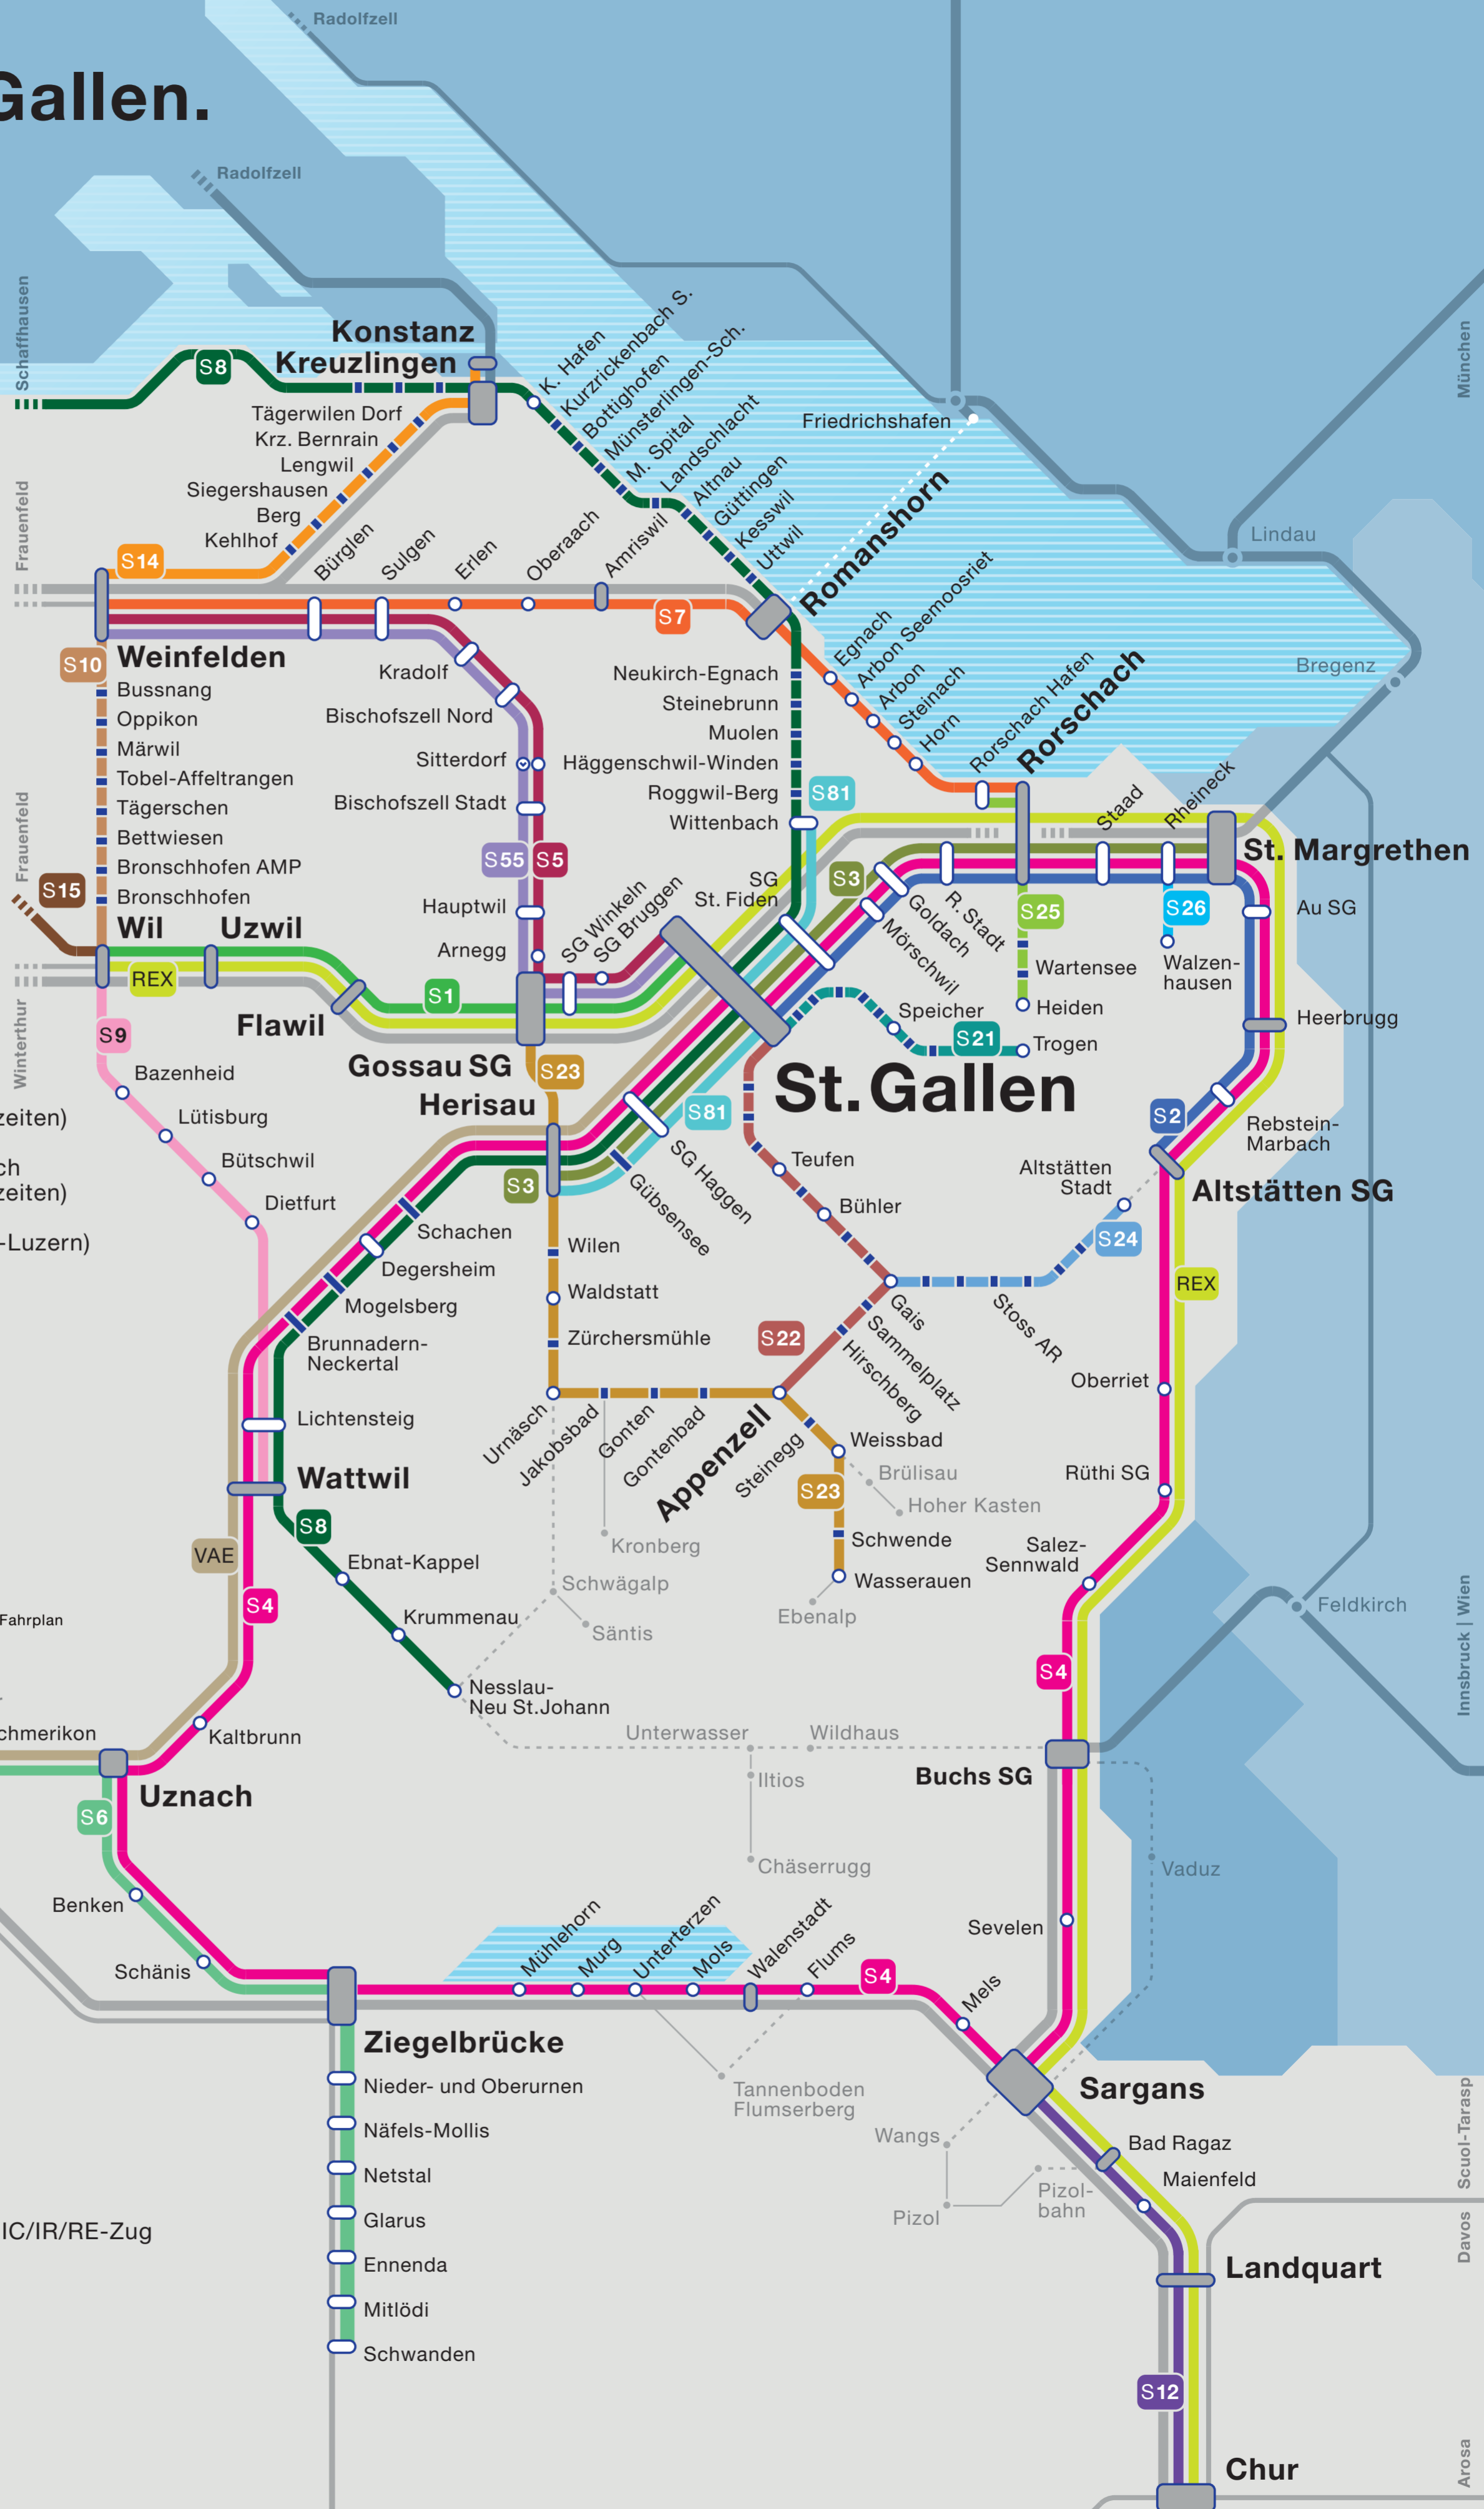 Gallen.
Radolfzell
Radolfzell
Schaffhausen
S8
Konstanz
Kreuzlingen
K. Hafen
Kurzrickenbach S.
Bottighofen
Münsterlingen-Sch.
M. Spital
Landschlacht
Altnau
Güttingen
Kesswil
Uttwil
Friedrichshafen
München
Tägerwilen Dorf
Krz. Bernrain
Lengwil
Siegershausen
Berg
Kehlhof
Frauenfeld
S14
Bürglen
Sulgen
Erlen
Oberaach
Amriswil
S7
Romanshorn
Lindau
Bregenz
S10
Weinfelden
Bussnang
Oppikon
Märwil
Tobel-Affeltrangen
Tägerschen
Bettwiesen
Bronschhofen AMP
Bronschhofen
Kradolf
Bischofszell Nord
Sitterdorf
Bischofszell Stadt
S55
S5
Hauptwil
Arnegg
Neukirch-Egnach
Steinebrunn
Muolen
Häggenschwil-Winden
Roggwil-Berg
Wittenbach
S81
Egnach
Arbon Seemoosriet
Arbon
Steinach
Horn
Rorschach Hafen
Rorschach
Staad
Rheineck
St. Margrethen
Frauenfeld
S15
Wil
Uzwil
REX
S1
Flawil
Gossau SG
SG Winkeln
SG Bruggen
SG
St. Fiden
S3
Goldach
Mörschwil
R. Stadt
S25
Wartensee
Heiden
S26
Walzen-
hausen
Au SG
Heerbrugg
Winterthur
S9
Bazenheid
Lütisburg
Bütschwil
Dietfurt
zeiten)
ch
zeiten)
-Luzern)
S23
Herisau
S3
S81
SG Haggen
Gübsensee
St. Gallen
Speicher
S21
Trogen
Teufen
Bühler
Gais
Sammelplatz
Hirschberg
S22
Stoss AR
S24
Altstätten
Stadt
S2
Rebstein-
Marbach
Altstätten SG
REX
Schachen
Degersheim
Mogelsberg
Brunnadern-
Neckertal
Lichtensteig
Wattwil
Wilen
Waldstatt
Zürchersmühle
Urnäsch
Jakobsbad
Gonten
Gontenbad
Appenzell
Steinegg
Weissbad
Brülisau
Hoher Kasten
S23
Schwende
Wasserauen
Ebenalp
Kronberg
Schwägalp
Säntis
Oberriet
Rüthi SG
Salez-
Sennwald
S8
VAE
Ebnat-Kappel
Krummenau
Nesslau-
Neu St.Johann
S4
Fahrplan
Feldkirch
Innsbruck | Wien
S4
chmerikon
Kaltbrunn
Uznach
Unterwasser
Wildhaus
Iltios
Chäserrugg
Buchs SG
Vaduz
S6
Benken
Schänis
Sevelen
Mühlehorn
Murg
Unterterzen
Mols
Walenstadt
Flums
S4
Mels
Ziegelbrücke
Nieder- und Oberurnen
Näfels-Mollis
Netstal
Glarus
Ennenda
Mitlödi
Schwanden
Tannenboden
Flumserberg
Sargans
Wangs
Pizol
Pizol-
bahn
Bad Ragaz
Maienfeld
Scuol-Tarasp
IC/IR/RE-Zug
Davos
Landquart
S12
Chur
Arosa